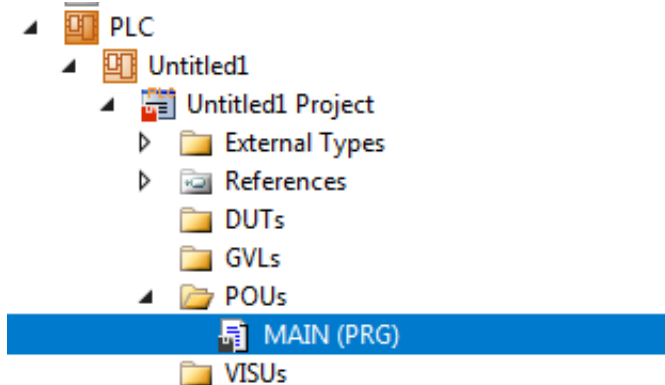 PLC
Untitled1
Untitled1 Project
External Types
References
DUTs
GVLs
POUs
MAIN (PRG)
VISUs